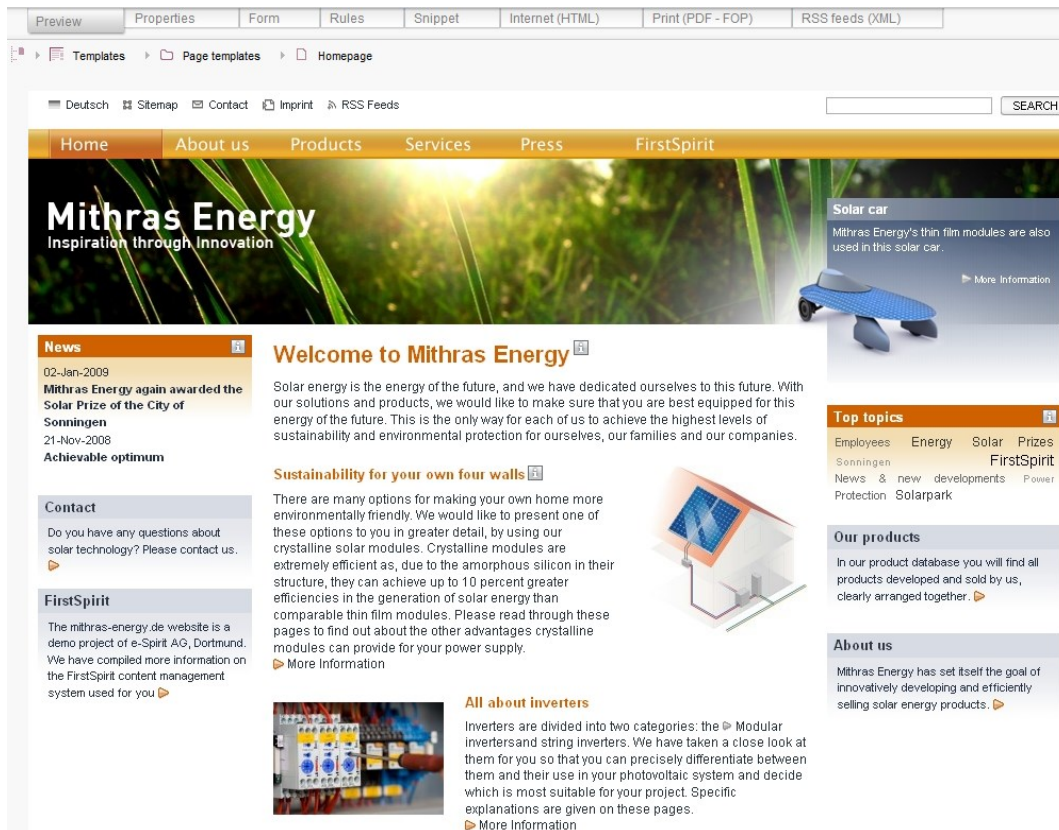 Preview Properties Form Rules Snippet Internet (HTML) Print (PDF - FOP) RSS feeds (XML)
Templates Page templates Homepage
Deutsch Sitemap Contact Imprint RSS Feeds SEARCH
Home About us Products Services Press FirstSpirit
Mithras Energy
Inspiration through Innovation
Solar car
Mithras Energy's thin film modules are also
used in this solar car.
More Information
News
02-Jan-2009
Mithras Energy again awarded the
Solar Prize of the City of
Sonningen
21-Nov-2008
Achievable optimum
Contact
Do you have any questions about
solar technology? Please contact us.
FirstSpirit
The mithras-energy.de website is a
demo project of e-Spirit AG, Dortmund.
We have compiled more information on
the FirstSpirit content management
system used for you
Welcome to Mithras Energy
Solar energy is the energy of the future, and we have dedicated ourselves to this future. With
our solutions and products, we would like to make sure that you are best equipped for this
energy of the future. This is the only way for each of us to achieve the highest levels of
sustainability and environmental protection for ourselves, our families and our companies.
Sustainability for your own four walls
There are many options for making your own home more
environmentally friendly. We would like to present one of
these options to you in greater detail, by using our
crystalline solar modules. Crystalline modules are
extremely efficient as, due to the amorphous silicon in their
structure, they can achieve up to 10 percent greater
efficiencies in the generation of solar energy than
comparable thin film modules. Please read through these
pages to find out about the other advantages crystalline
modules can provide for your power supply.
More Information
All about inverters
Inverters are divided into two categories: the Modular
invertersand string inverters. We have taken a close look at
them for you so that you can precisely differentiate between
them and their use in your photovoltaic system and decide
which is most suitable for your project. Specific
explanations are given on these pages.
More Information
Top topics
Employees Energy Solar Prizes
Sonningen FirstSpirit
News & new developments Power
Protection Solarpark
Our products
In our product database you will find all
products developed and sold by us,
clearly arranged together.
About us
Mithras Energy has set itself the goal of
innovatively developing and efficiently
selling solar energy products.